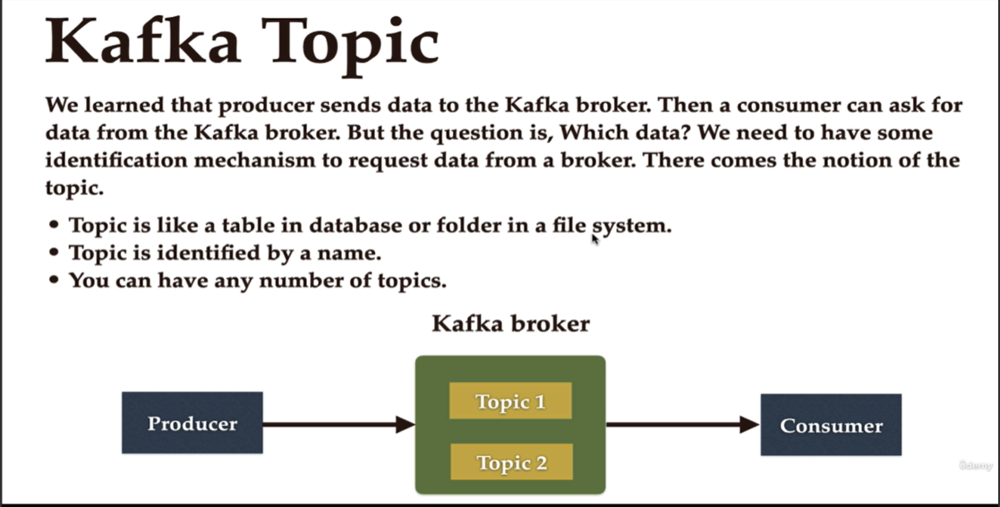 Kafka Topic
We learned that producer sends data to the Kafka broker. Then a consumer can ask for
data from the Kafka broker. But the question is, Which data? We need to have some
identification mechanism to request data from a broker. There comes the notion of the
topic.
• Topic is like a table in database or folder in a file system.
• Topic is identified by a name.
• You can have any number of topics.
Kafka broker
Topic 1
Producer
Consumer
Topic 2
ûdemy